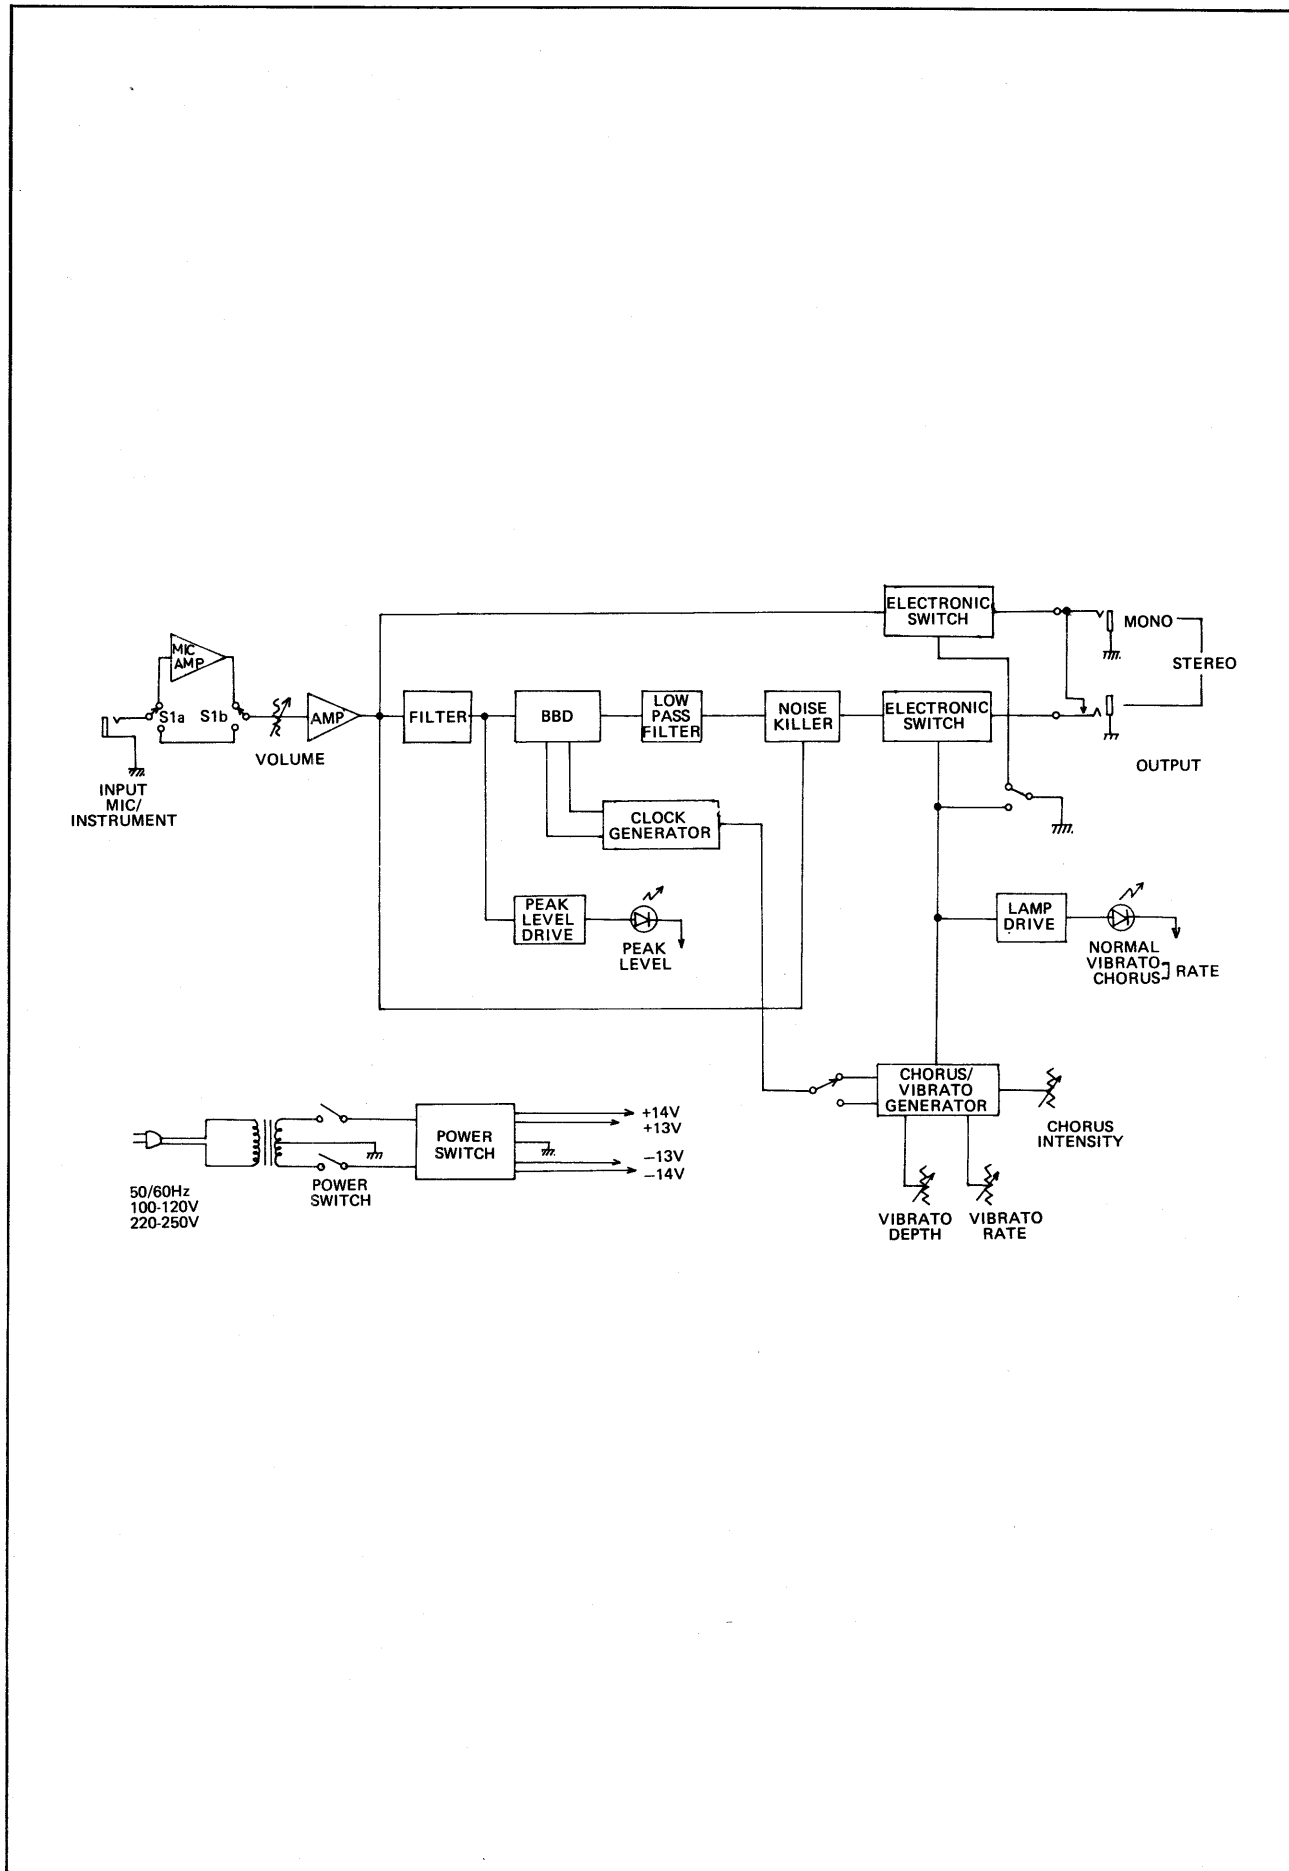 ELECTRONIC
SWITCH
MONO
STEREO
MIC
AMP
S1a
S1b
AMP
VOLUME
INPUT
MIC/
INSTRUMENT
FILTER
BBD
LOW
PASS
FILTER
NOISE
KILLER
ELECTRONIC
SWITCH
OUTPUT
CLOCK
GENERATOR
PEAK
LEVEL
DRIVE
PEAK
LEVEL
LAMP
DRIVE
NORMAL
VIBRATO
CHORUS
RATE
CHORUS/
VIBRATO
GENERATOR
CHORUS
INTENSITY
VIBRATO
DEPTH
VIBRATO
RATE
50/60Hz
100-120V
220-250V
POWER
SWITCH
POWER
SWITCH
+14V
+13V
−13V
−14V